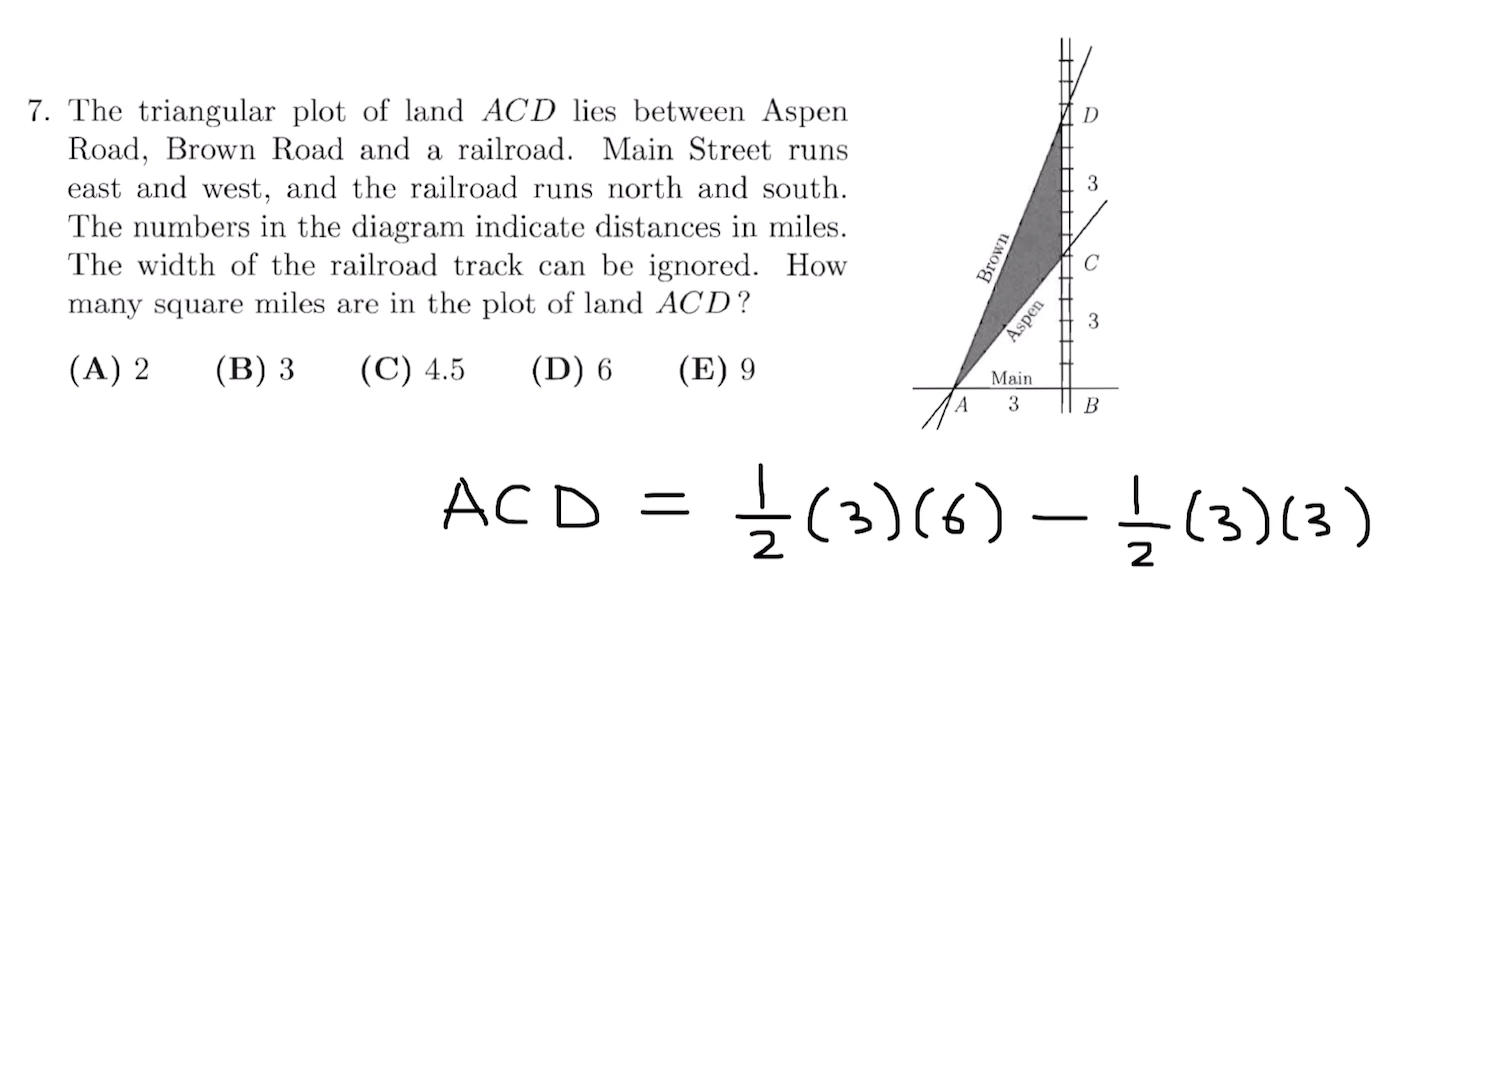 7. The triangular plot of land ACD lies between Aspen
Road, Brown Road and a railroad. Main Street runs
east and west, and the railroad runs north and south.
The numbers in the diagram indicate distances in miles.
The width of the railroad track can be ignored. How
many square miles are in the plot of land ACD?
(A) 2 (B) 3 (C) 4.5 (D) 6 (E) 9
D
3
Brown
C
Aspen
3
Main
A 3 B
ACD = 1/2 (3)(6) − 1/2 (3)(3)